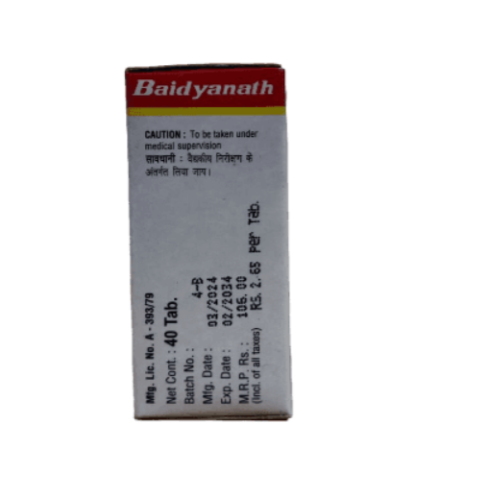 Baidyanath
CAUTION : To be taken under
medical supervision
सावधानी : वैद्यकीय निरीक्षण के
अंतर्गत लिया जाय।
Mfg. Lic. No. A - 393/79
Net Cont. : 40 Tab.
Batch No. : 4-B
Mfg. Date : 03/2024
Exp. Date : 02/2034
M.R.P. Rs. : 106.00
(Incl. of all taxes) RS. 2.65 Per Tab.